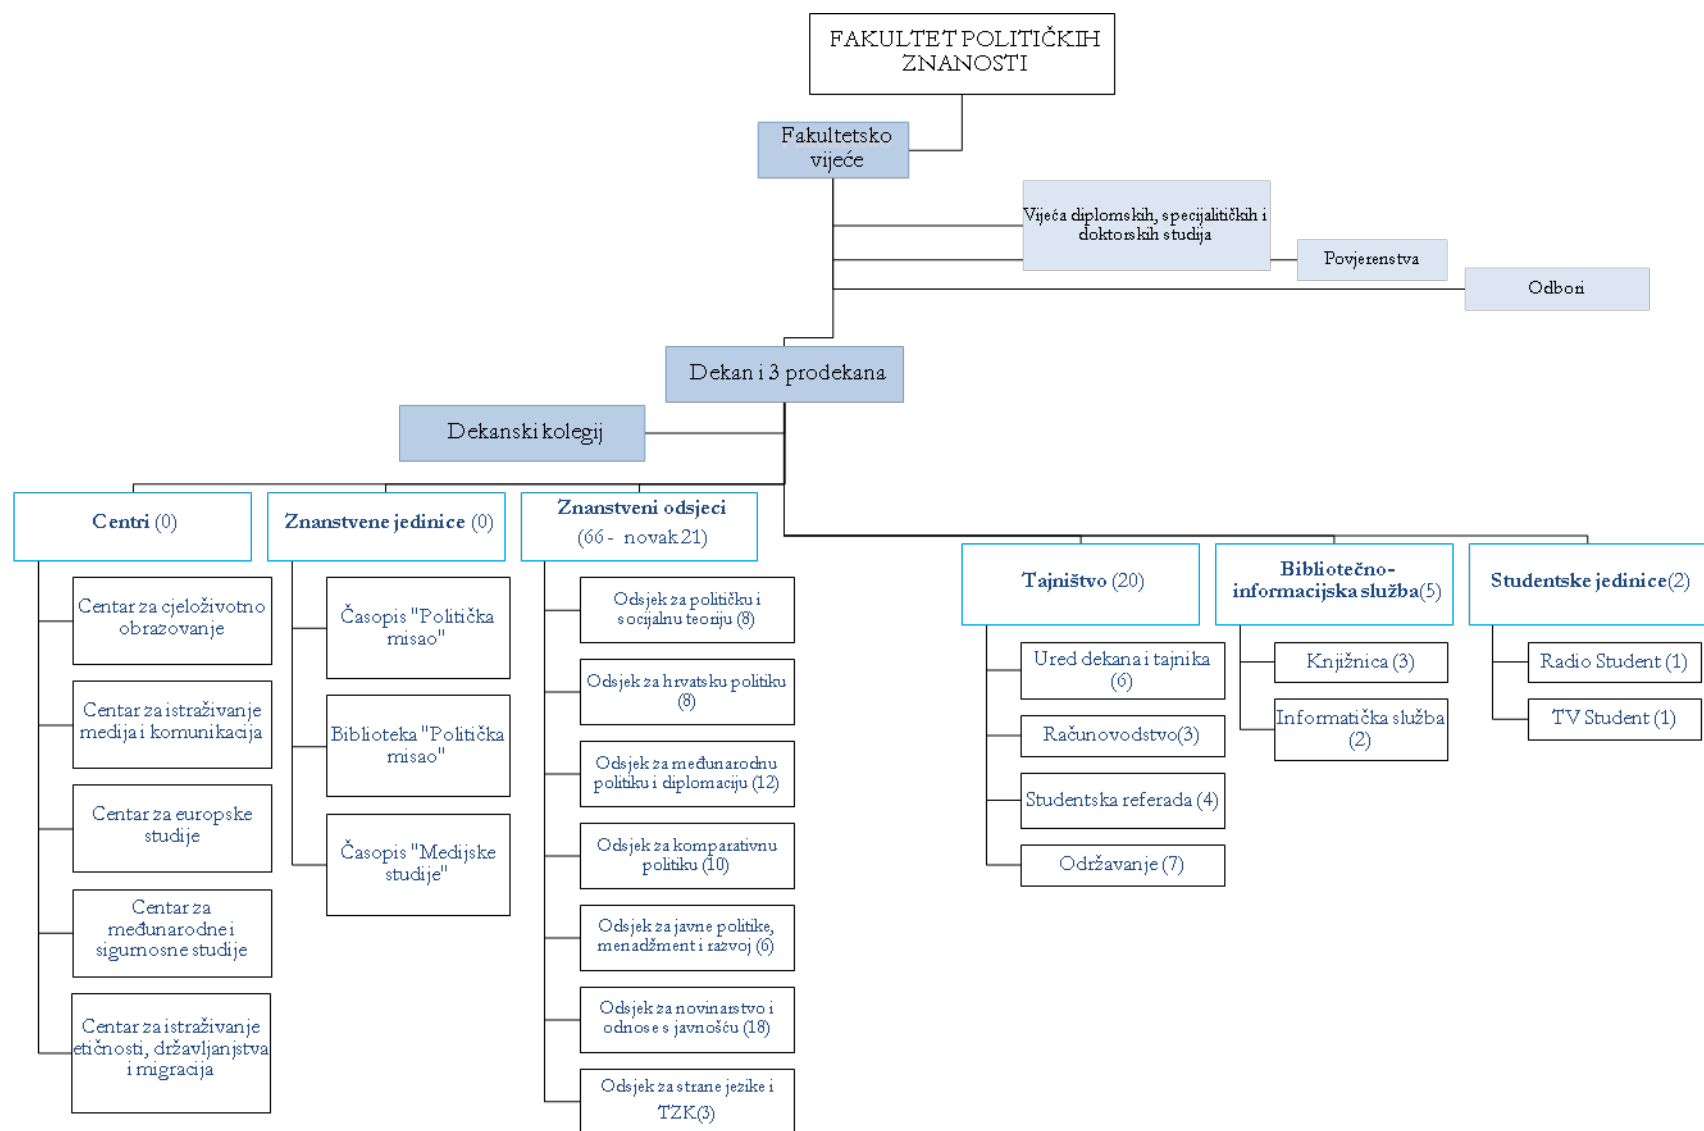 FAKULTET POLITIČKIH
ZNANOSTI
Fakultetsko
vijeće
Vijeća diplomskih, specijalitičkih i
doktorskih studija
Povjerenstva
Odbori
Dekan i 3 prodekana
Dekanski kolegij
Centri (0)
Centar za cjeloživotno
obrazovanje
Centar za istraživanje
medija i komunikacija
Centar za europske
studije
Centar za
međunarodne i
sigurnosne studije
Centar za istraživanje
etičnosti, državljanjstva
i migracija
Znanstvene jedinice (0)
Časopis "Politička
misao"
Biblioteka "Politička
misao"
Časopis "Medijske
studije"
Znanstveni odsjeci
(66 - novak 21)
Odsjek za političku i
socijalnu teoriju (8)
Odsjek za hrvatsku politiku
(8)
Odsjek za međunarodnu
politiku i diplomaciju (12)
Odsjek za komparativnu
politiku (10)
Odsjek za javne politike,
menadžment i razvoj (6)
Odsjek za novinarstvo i
odnose s javnošću (18)
Odsjek za strane jezike i
TZK(3)
Tajništvo (20)
Ured dekana i tajnika
(6)
Računovodstvo(3)
Studentska referada (4)
Održavanje (7)
Bibliotečno-
informacijska služba(5)
Knjižnica (3)
Informatička služba
(2)
Studentske jedinice(2)
Radio Student (1)
TV Student (1)